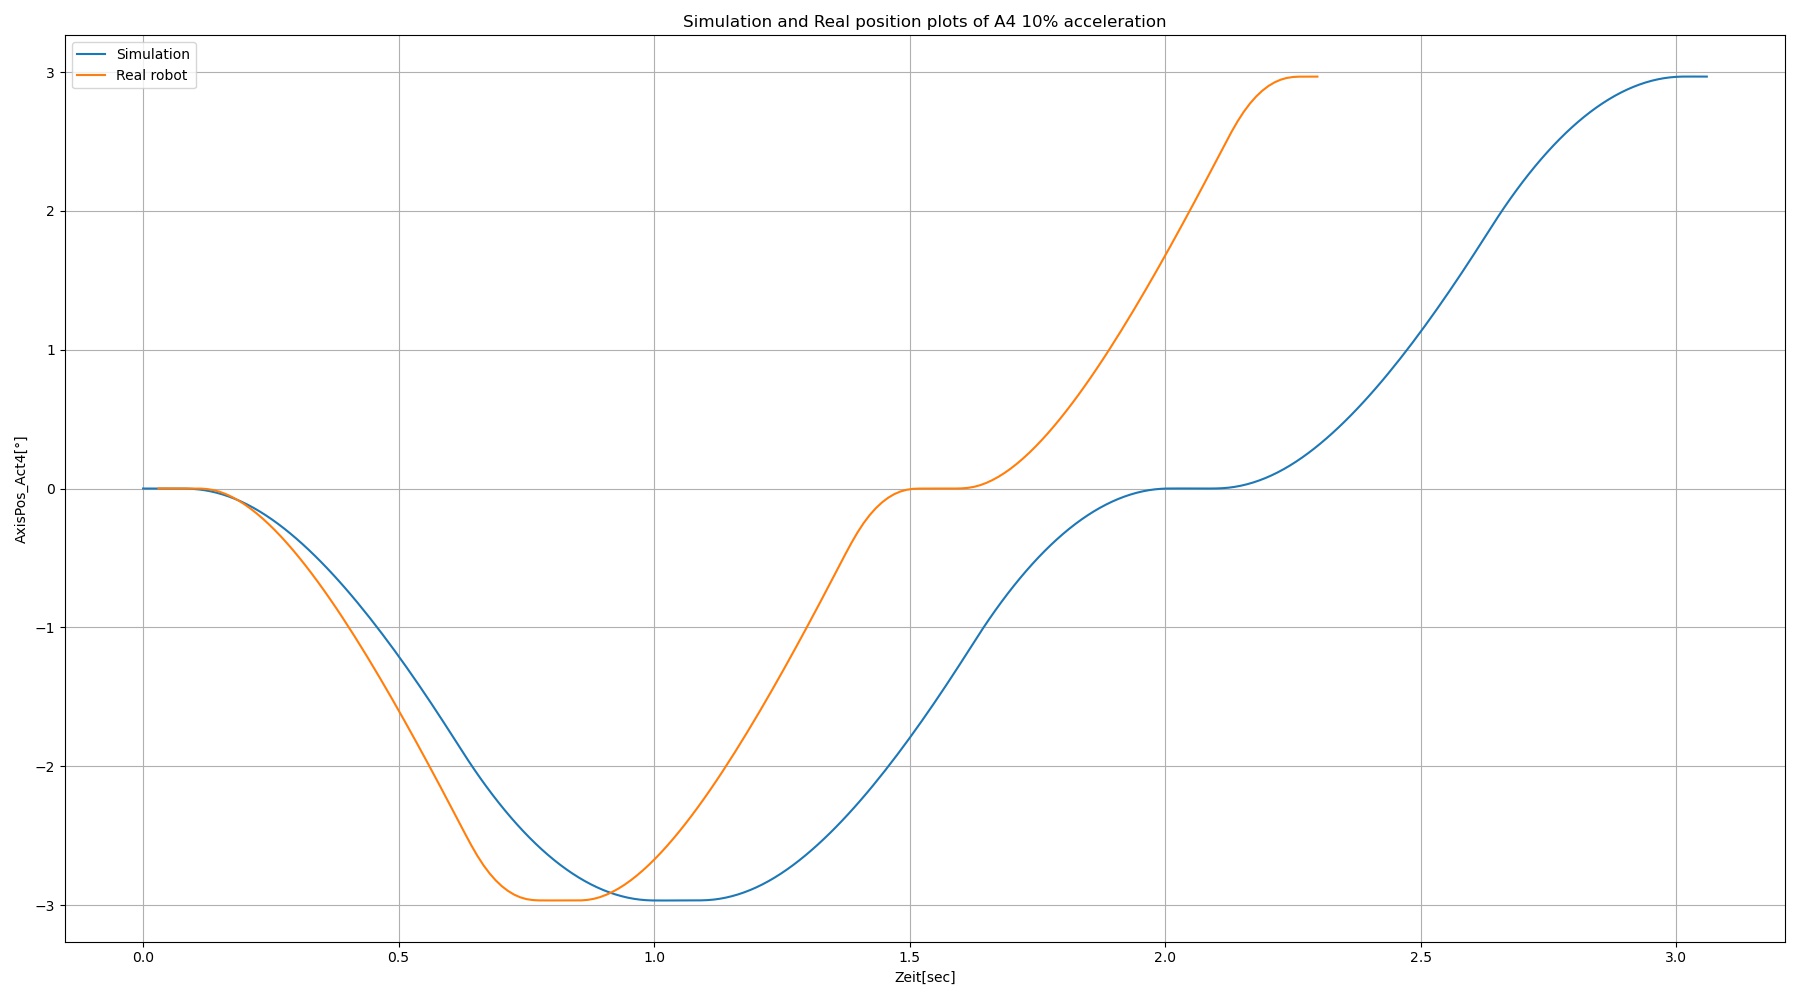 Simulation and Real position plots of A4 10% acceleration
Simulation
Real robot
3
2
1
0
−1
−2
−3
AxisPos_Act4[°]
0.0 0.5 1.0 1.5 2.0 2.5 3.0
Zeit[sec]